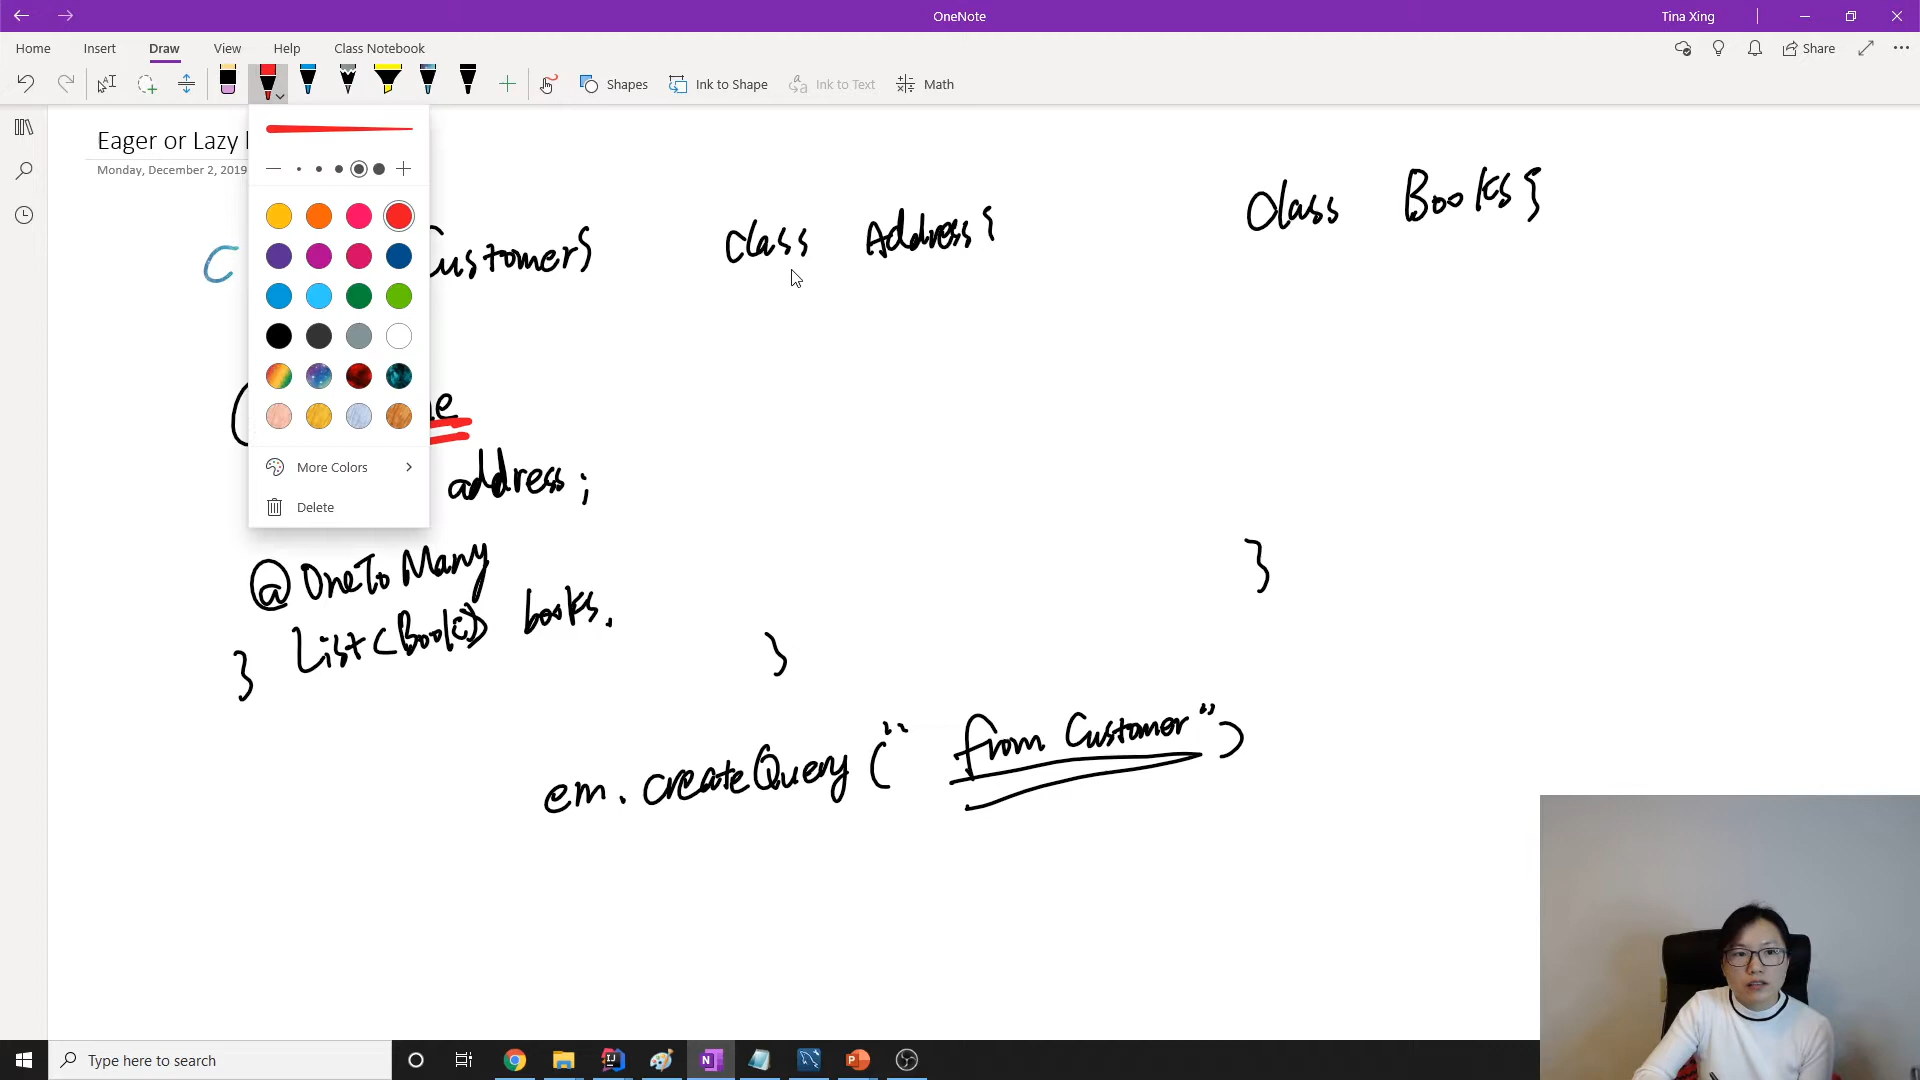 OneNote
Tina Xing
Home Insert Draw View Help Class Notebook
Share
Shapes Ink to Shape Ink to Text Math
Eager or Lazy
Monday, December 2, 2019
More Colors
Delete
C Customer{
Class Address{
Class Books{
e
address;
@OneToMany
List<Book> books.
}
}
}
em.createQuery(" from Customer")
Type here to search